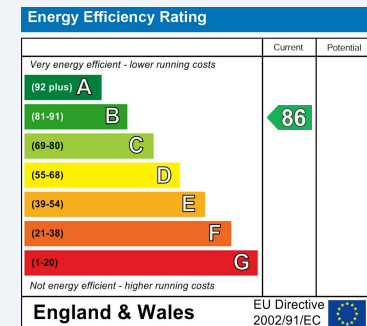 Energy Efficiency Rating
Current Potential
Very energy efficient - lower running costs
(92 plus) A
(81-91) B
86
(69-80) C
(55-68) D
(39-54) E
(21-38) F
(1-20) G
Not energy efficient - higher running costs
England & Wales
EU Directive
2002/91/EC